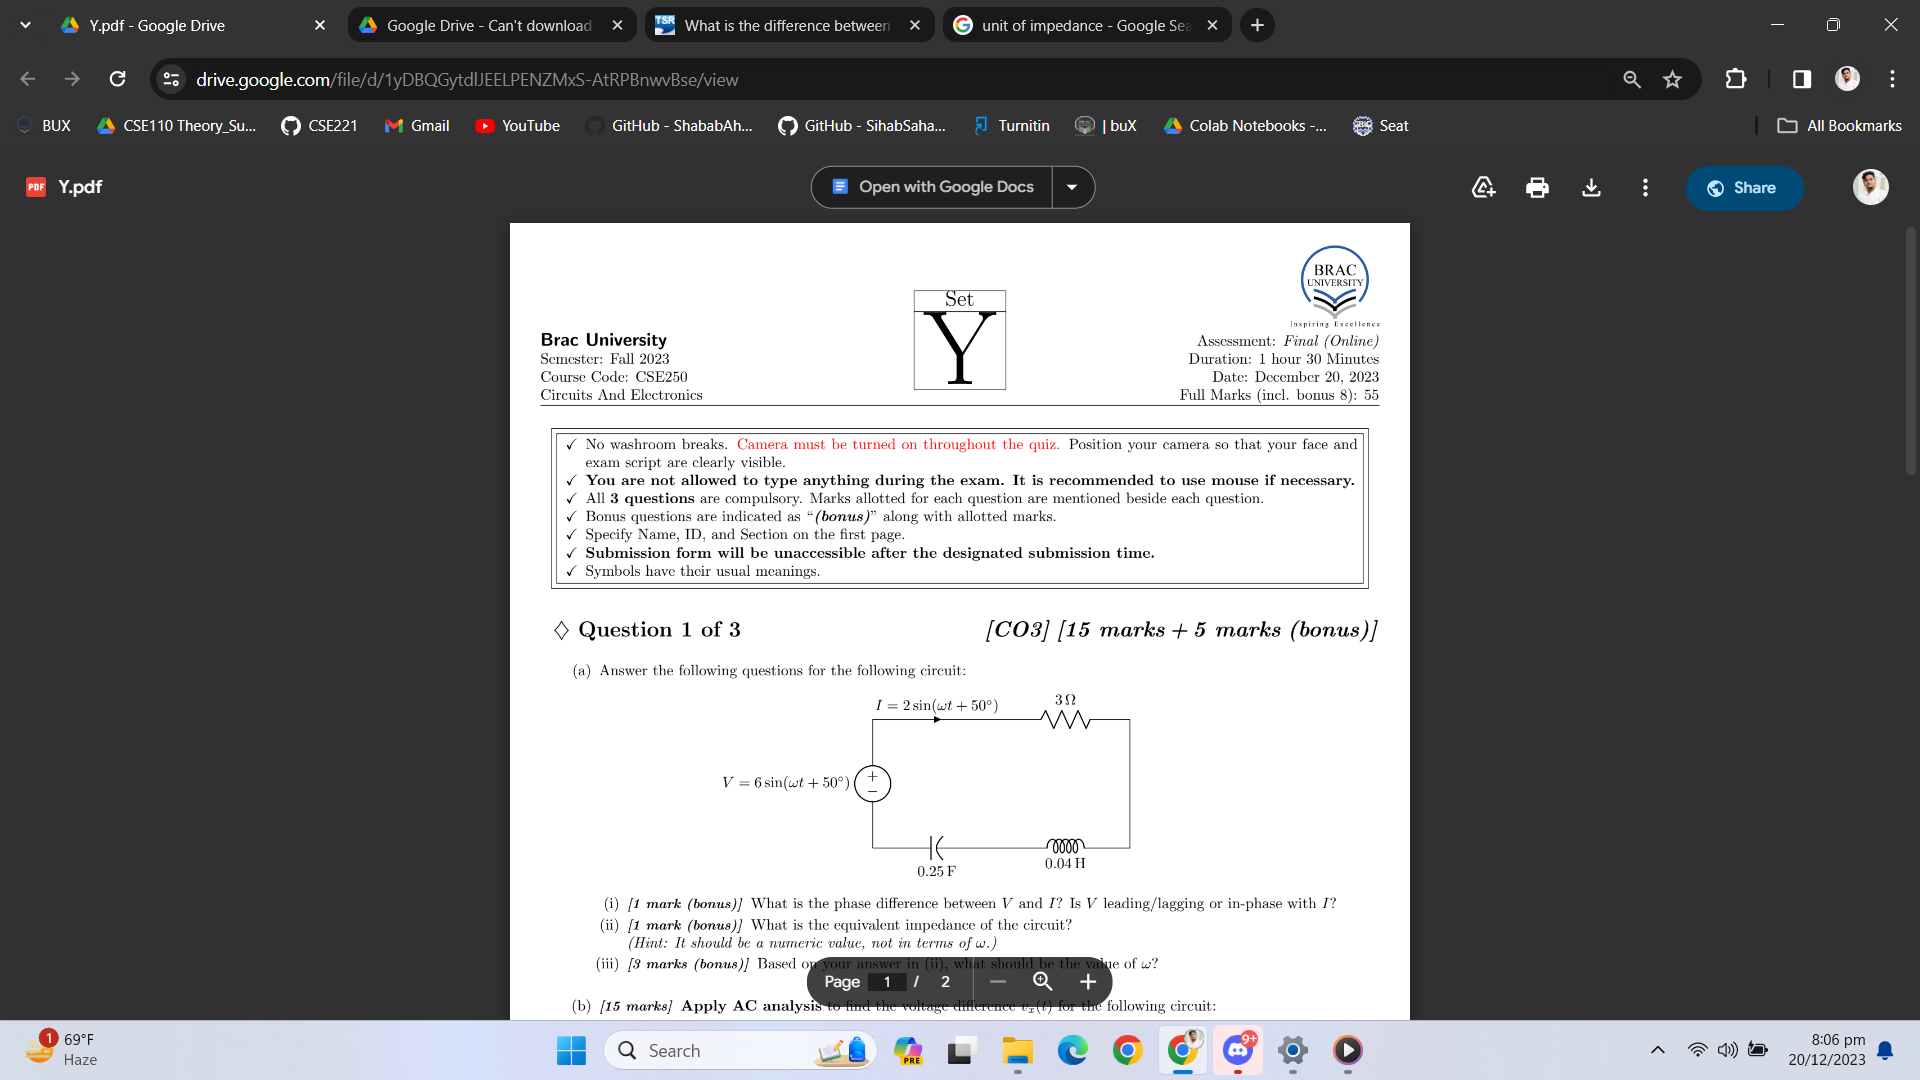 Y.pdf - Google Drive
Google Drive - Can't download
What is the difference between
unit of impedance - Google Sea
drive.google.com/file/d/1yDBQGytdlJEELPENZMxS-AtRPBnwvBse/view
BUX
CSE110 Theory_Su...
CSE221
Gmail
YouTube
GitHub - ShababAh...
GitHub - SihabSaha...
Turnitin
| buX
Colab Notebooks -...
Seat
All Bookmarks
PDF
Y.pdf
Open with Google Docs
Share
BRAC
UNIVERSITY
Inspiring Excellence
Set
Y
Brac University
Semester: Fall 2023
Course Code: CSE250
Circuits And Electronics
Assessment: Final (Online)
Duration: 1 hour 30 Minutes
Date: December 20, 2023
Full Marks (incl. bonus 8): 55
✓ No washroom breaks. Camera must be turned on throughout the quiz. Position your camera so that your face and
exam script are clearly visible.
✓ You are not allowed to type anything during the exam. It is recommended to use mouse if necessary.
✓ All 3 questions are compulsory. Marks allotted for each question are mentioned beside each question.
✓ Bonus questions are indicated as “(bonus)” along with allotted marks.
✓ Specify Name, ID, and Section on the first page.
✓ Submission form will be unaccessible after the designated submission time.
✓ Symbols have their usual meanings.
♢ Question 1 of 3 [CO3] [15 marks + 5 marks (bonus)]
(a) Answer the following questions for the following circuit:
I = 2 sin(ωt + 50°)
3 Ω
V = 6 sin(ωt + 50°)
+
−
0.25 F
0.04 H
(i) [1 mark (bonus)] What is the phase difference between V and I? Is V leading/lagging or in-phase with I?
(ii) [1 mark (bonus)] What is the equivalent impedance of the circuit?
(Hint: It should be a numeric value, not in terms of ω.)
(iii) [3 marks (bonus)] Based on your answer in (ii), what should be the value of ω?
Page 1 / 2
(b) [15 marks] Apply AC analysis to find the voltage difference vx(t) for the following circuit:
1
69°F
Haze
Search
PRE
9+
8:06 pm
20/12/2023